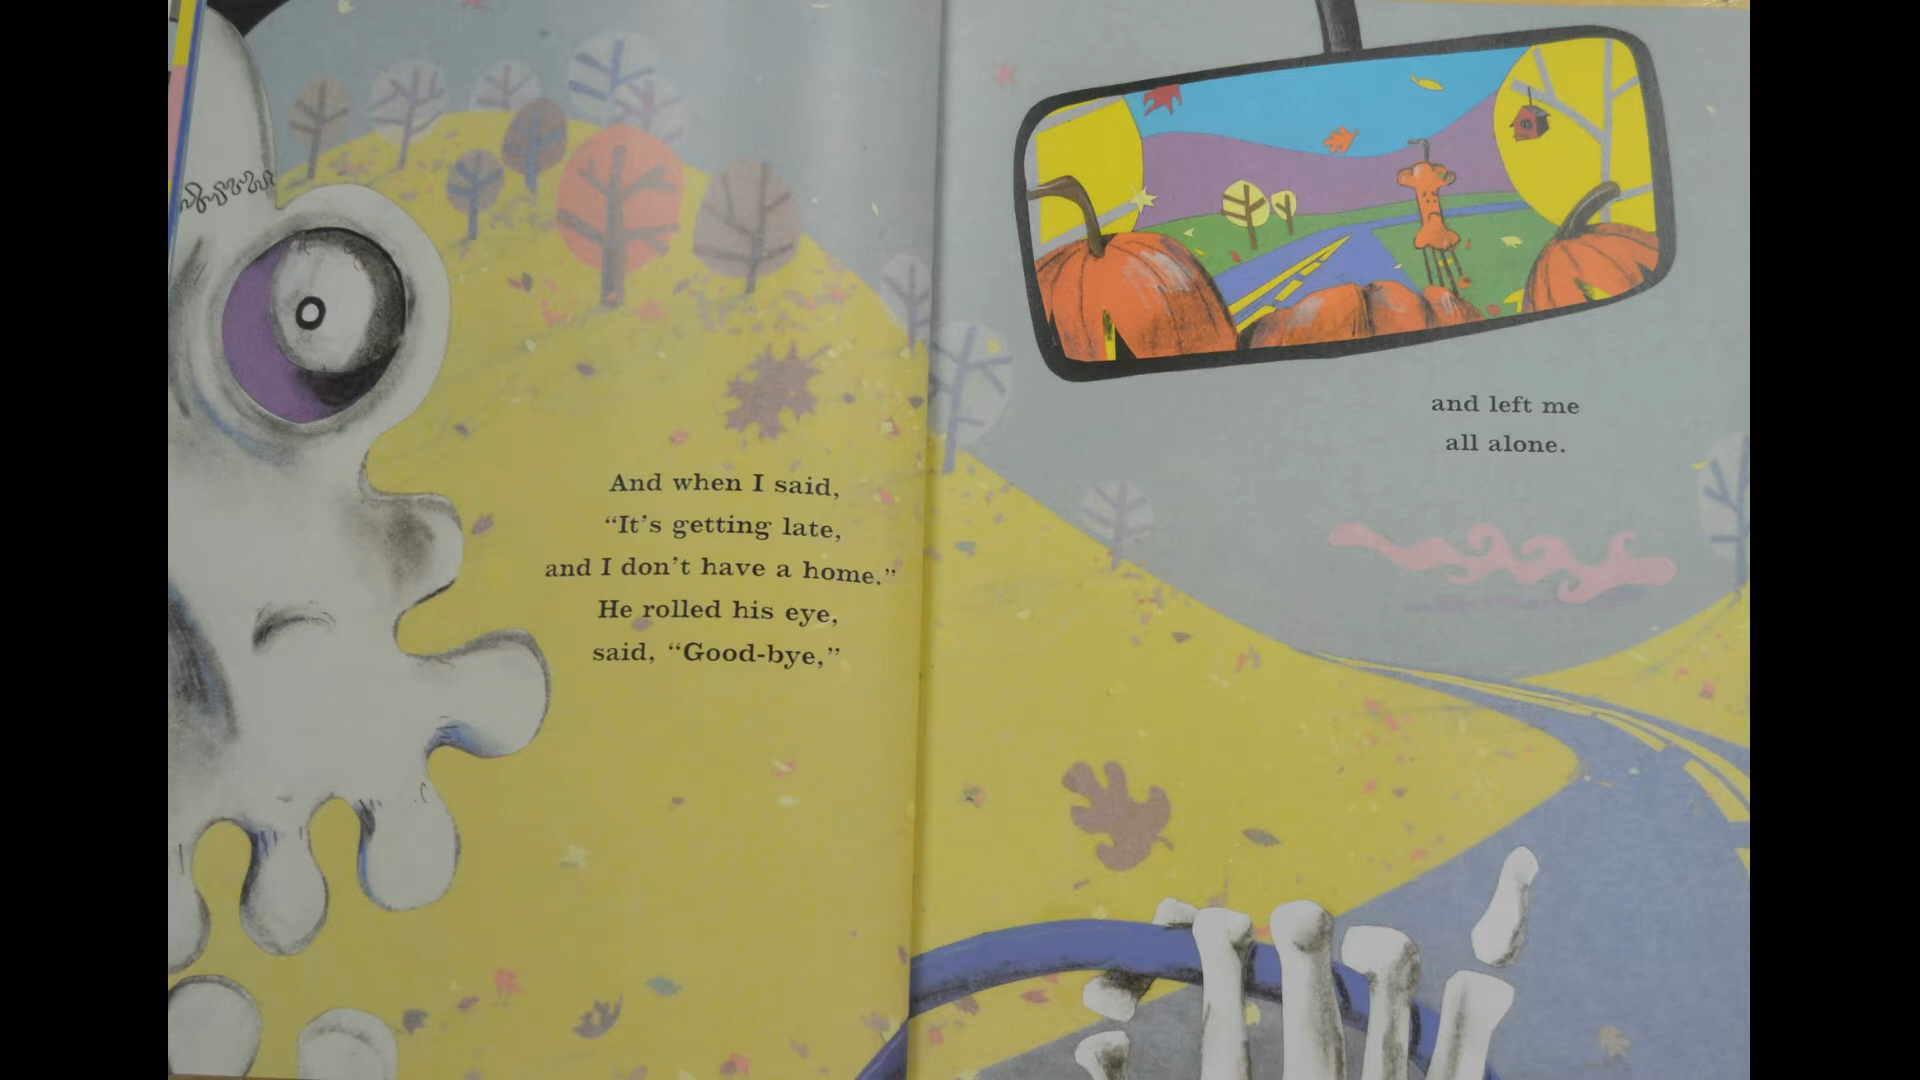 And when I said,
“It’s getting late,
and I don’t have a home.”
He rolled his eye,
said, “Good-bye,”
and left me
all alone.